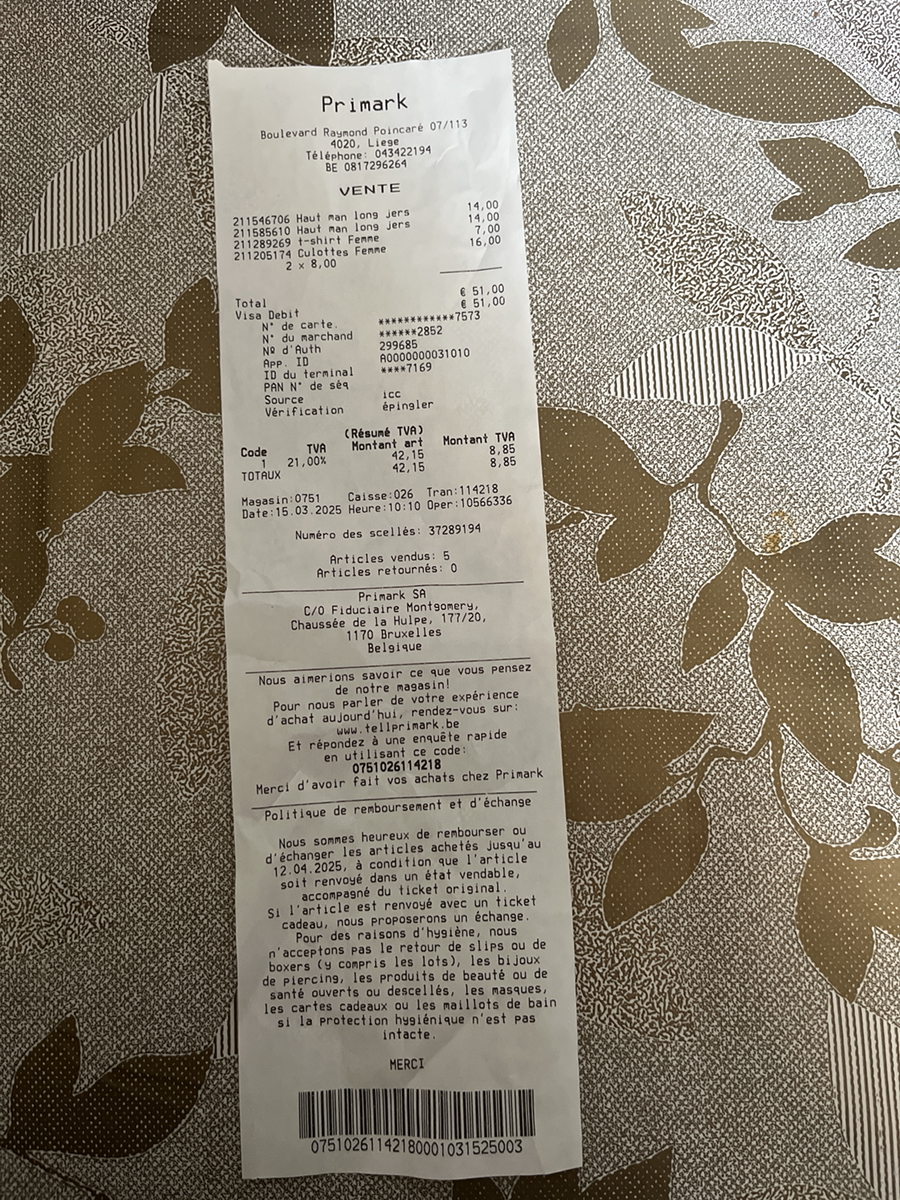 Primark
Boulevard Raymond Poincaré 07/113
4020, Liege
Téléphone: 043422194
BE 0817296264
VENTE
211546706 Haut man long jers 14,00
211585610 Haut man long jers 14,00
211289269 t-shirt Femme 7,00
211205174 Culottes Femme 16,00
2 x 8,00
Total € 51,00
Visa Debit € 51,00
N° de carte. ************7573
N° du marchand ******2852
Nº d'Auth 299685
App. ID A0000000031010
ID du terminal ****7169
PAN N° de séq
Source icc
Vérification épingler
(Résumé TVA)
Code TVA Montant art Montant TVA
1 21,00% 42,15 8,85
TOTAUX 42,15 8,85
Magasin:0751 Caisse:026 Tran:114218
Date:15.03.2025 Heure:10:10 Oper:10566336
Numéro des scellés: 37289194
Articles vendus: 5
Articles retournés: 0
Primark SA
C/O Fiduciaire Montgomery,
Chaussée de la Hulpe, 177/20,
1170 Bruxelles
Belgique
Nous aimerions savoir ce que vous pensez
de notre magasin!
Pour nous parler de votre expérience
d'achat aujourd'hui, rendez-vous sur:
www.tellprimark.be
Et répondez à une enquête rapide
en utilisant ce code:
0751026114218
Merci d'avoir fait vos achats chez Primark
Politique de remboursement et d'échange
Nous sommes heureux de rembourser ou
d'échanger les articles achetés jusqu'au
12.04.2025, à condition que l'article
soit renvoyé dans un état vendable,
accompagné du ticket original.
Si l'article est renvoyé avec un ticket
cadeau, nous proposerons un échange.
Pour des raisons d'hygiène, nous
n'acceptons pas le retour de slips ou de
boxers (y compris les lots), les bijoux
de piercing, les produits de beauté ou de
santé ouverts ou descellés, les masques,
les cartes cadeaux ou les maillots de bain
si la protection hygiénique n'est pas
intacte.
MERCI
07510261142180001031525003